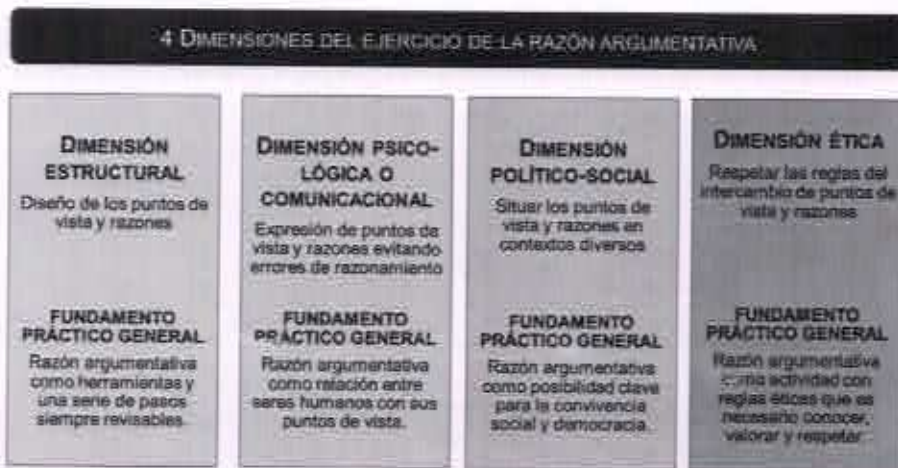 4 DIMENSIONES DEL EJERCICIO DE LA RAZÓN ARGUMENTATIVA
DIMENSIÓN
ESTRUCTURAL
Diseño de los puntos de
vista y razones
FUNDAMENTO
PRÁCTICO GENERAL
Razón argumentativa
como herramientas y
una serie de pasos
siempre revisables.
DIMENSIÓN PSICO-
LÓGICA O
COMUNICACIONAL
Expresión de puntos de
vista y razones evitando
errores de razonamiento
FUNDAMENTO
PRÁCTICO GENERAL
Razón argumentativa
como relación entre
seres humanos con sus
puntos de vista.
DIMENSIÓN
POLÍTICO-SOCIAL
Situar los puntos de
vista y razones en
contextos diversos
FUNDAMENTO
PRÁCTICO GENERAL
Razón argumentativa
como posibilidad clave
para la convivencia
social y democracia.
DIMENSIÓN ÉTICA
Respetar las reglas del
intercambio de puntos de
vista y razones
FUNDAMENTO
PRÁCTICO GENERAL
Razón argumentativa
como actividad con
reglas éticas que es
necesario conocer,
valorar y respetar.